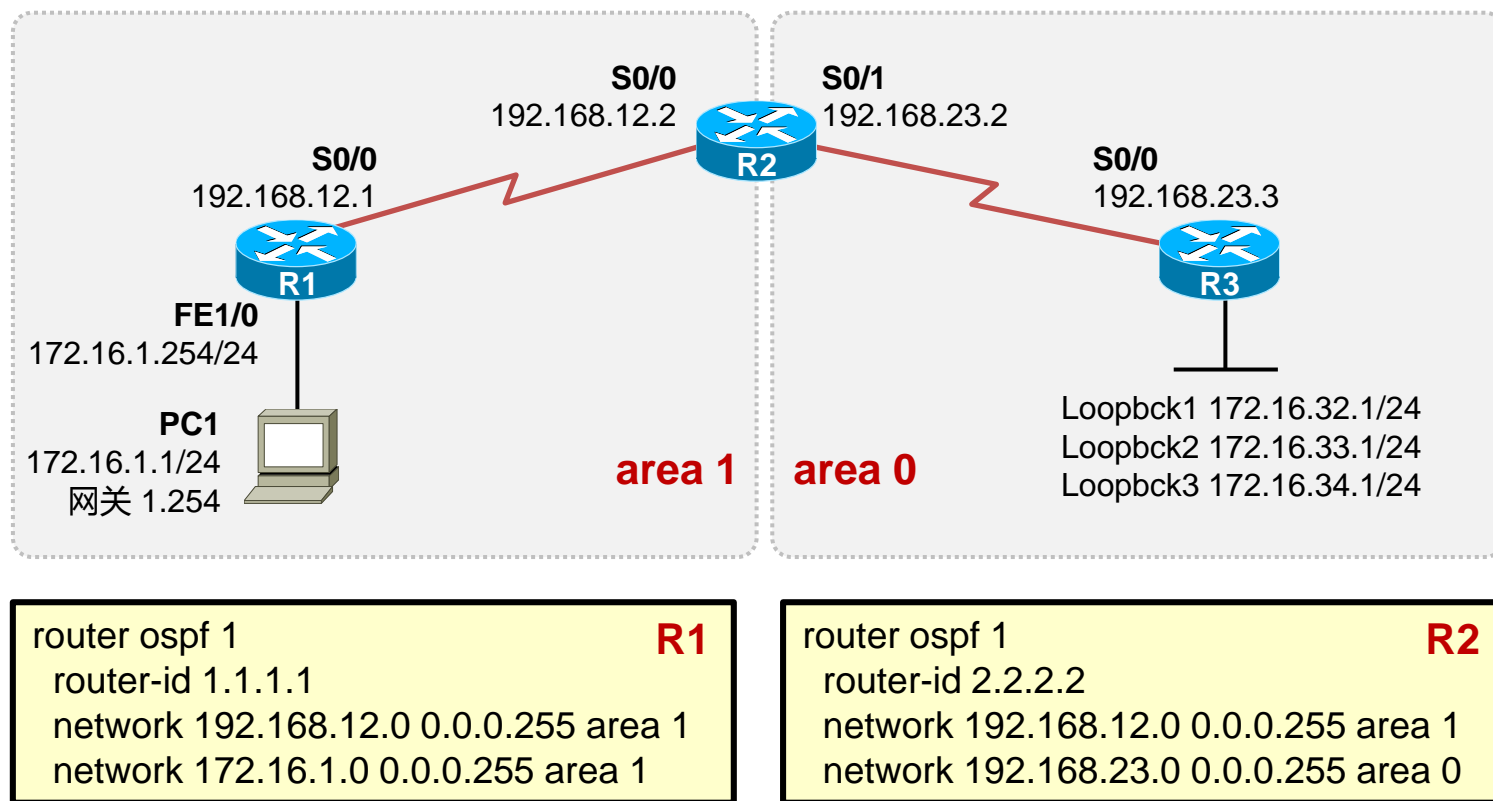 S0/0
192.168.12.2
S0/1
192.168.23.2
R2
S0/0
192.168.12.1
S0/0
192.168.23.3
R1
R3
FE1/0
172.16.1.254/24
PC1
172.16.1.1/24
网关 1.254
area 1
area 0
Loopbck1 172.16.32.1/24
Loopbck2 172.16.33.1/24
Loopbck3 172.16.34.1/24
router ospf 1 R1
router-id 1.1.1.1
network 192.168.12.0 0.0.0.255 area 1
network 172.16.1.0 0.0.0.255 area 1
router ospf 1 R2
router-id 2.2.2.2
network 192.168.12.0 0.0.0.255 area 1
network 192.168.23.0 0.0.0.255 area 0